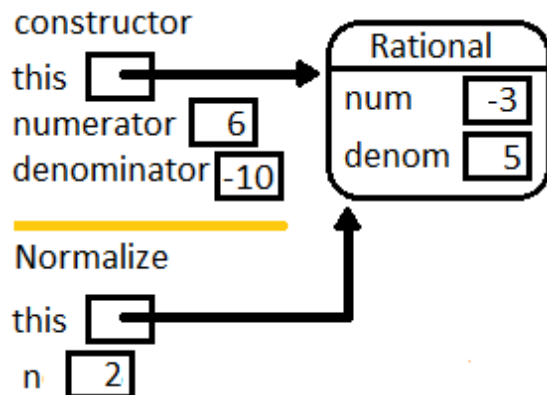 constructor
this
numerator 6
denominator -10
Rational
num -3
denom 5
Normalize
this
n 2